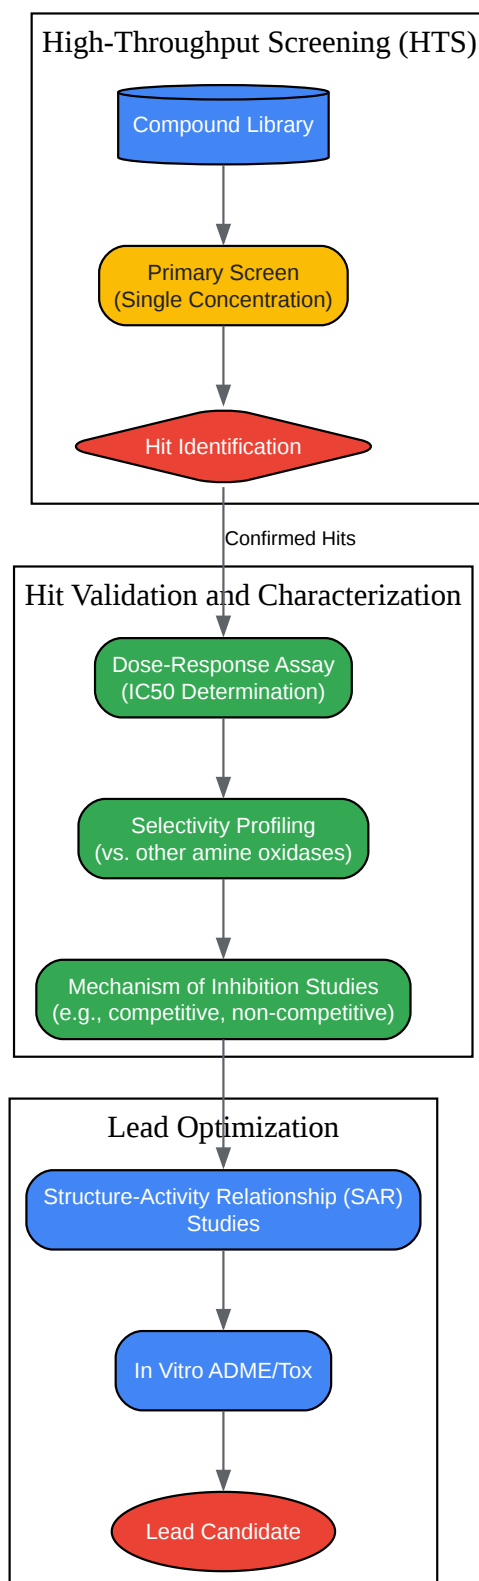 High-Throughput Screening (HTS)
Compound Library
Primary Screen
(Single Concentration)
Hit Identification
Confirmed Hits
Hit Validation and Characterization
Dose-Response Assay
(IC50 Determination)
Selectivity Profiling
(vs. other amine oxidases)
Mechanism of Inhibition Studies
(e.g., competitive, non-competitive)
Lead Optimization
Structure-Activity Relationship (SAR)
Studies
In Vitro ADME/Tox
Lead Candidate